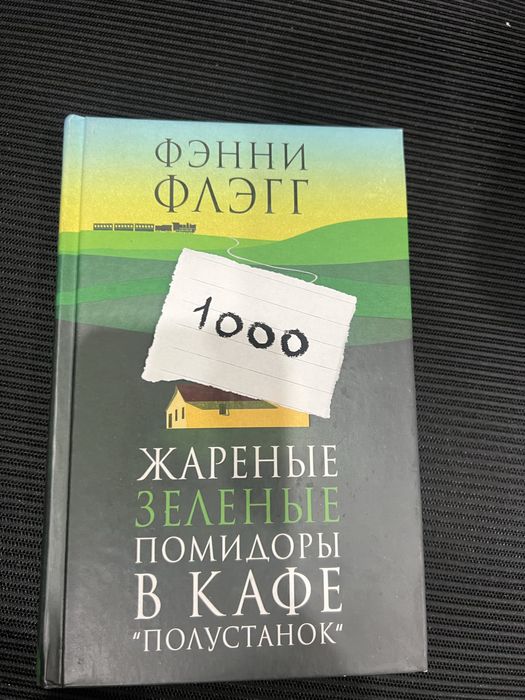 ФЭННИ
ФЛЭГГ
1000
ЖАРЕНЫЕ
ЗЕЛЕНЫЕ
ПОМИДОРЫ
В КАФЕ
"ПОЛУСТАНОК"